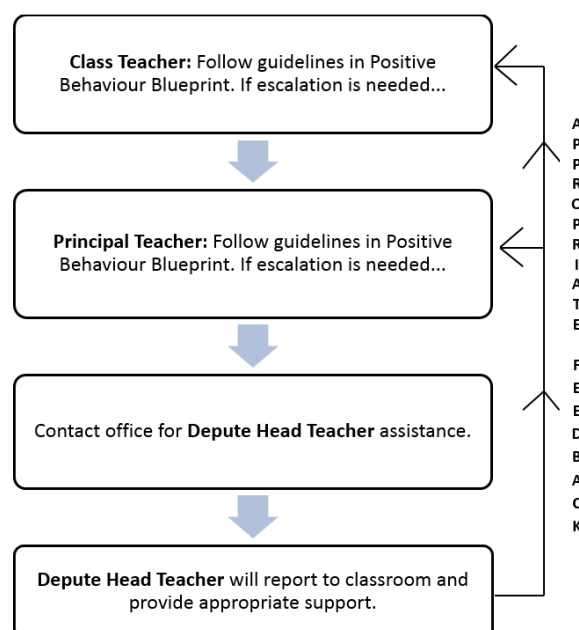 Class Teacher: Follow guidelines in Positive
Behaviour Blueprint. If escalation is needed...
Principal Teacher: Follow guidelines in Positive
Behaviour Blueprint. If escalation is needed...
Contact office for Depute Head Teacher assistance.
Depute Head Teacher will report to classroom and
provide appropriate support.
APPROPRIATE FEEDBACK